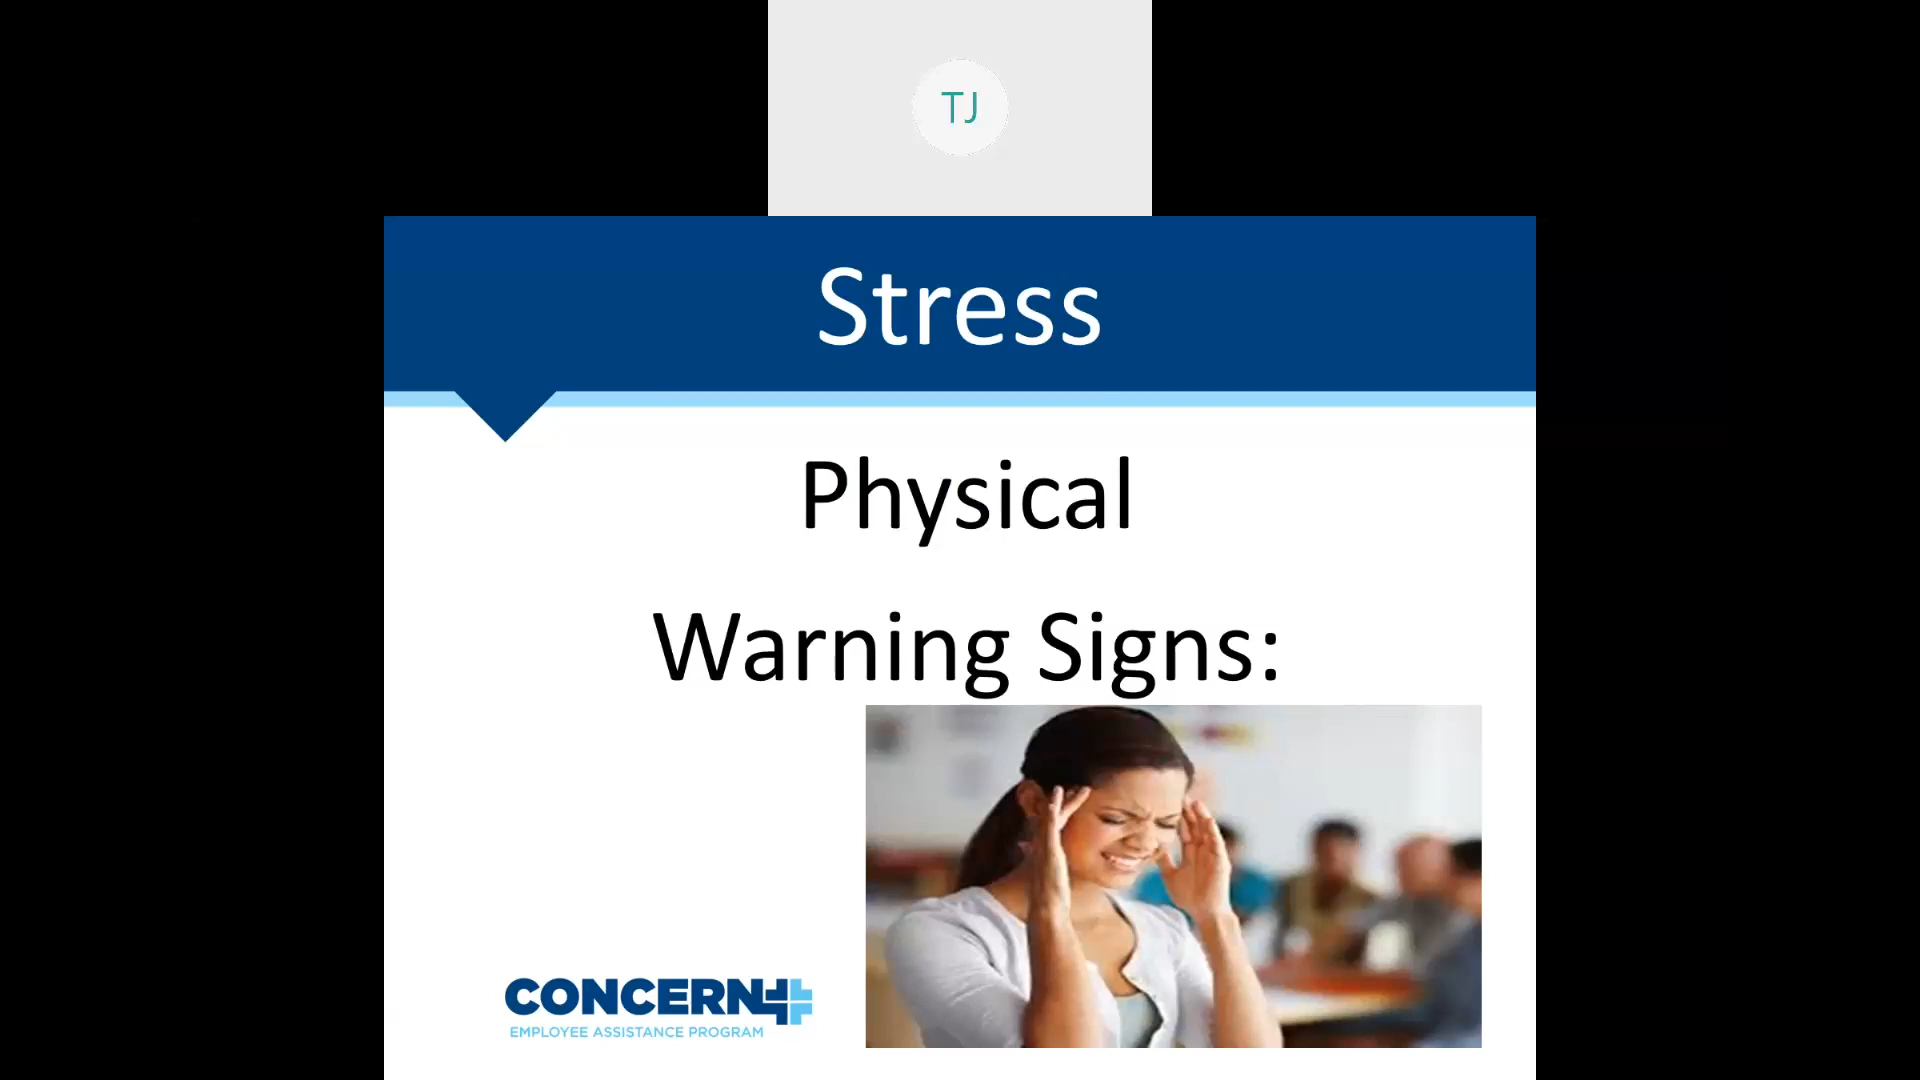 TJ
Stress
Physical
Warning Signs:
CONCERN
EMPLOYEE ASSISTANCE PROGRAM